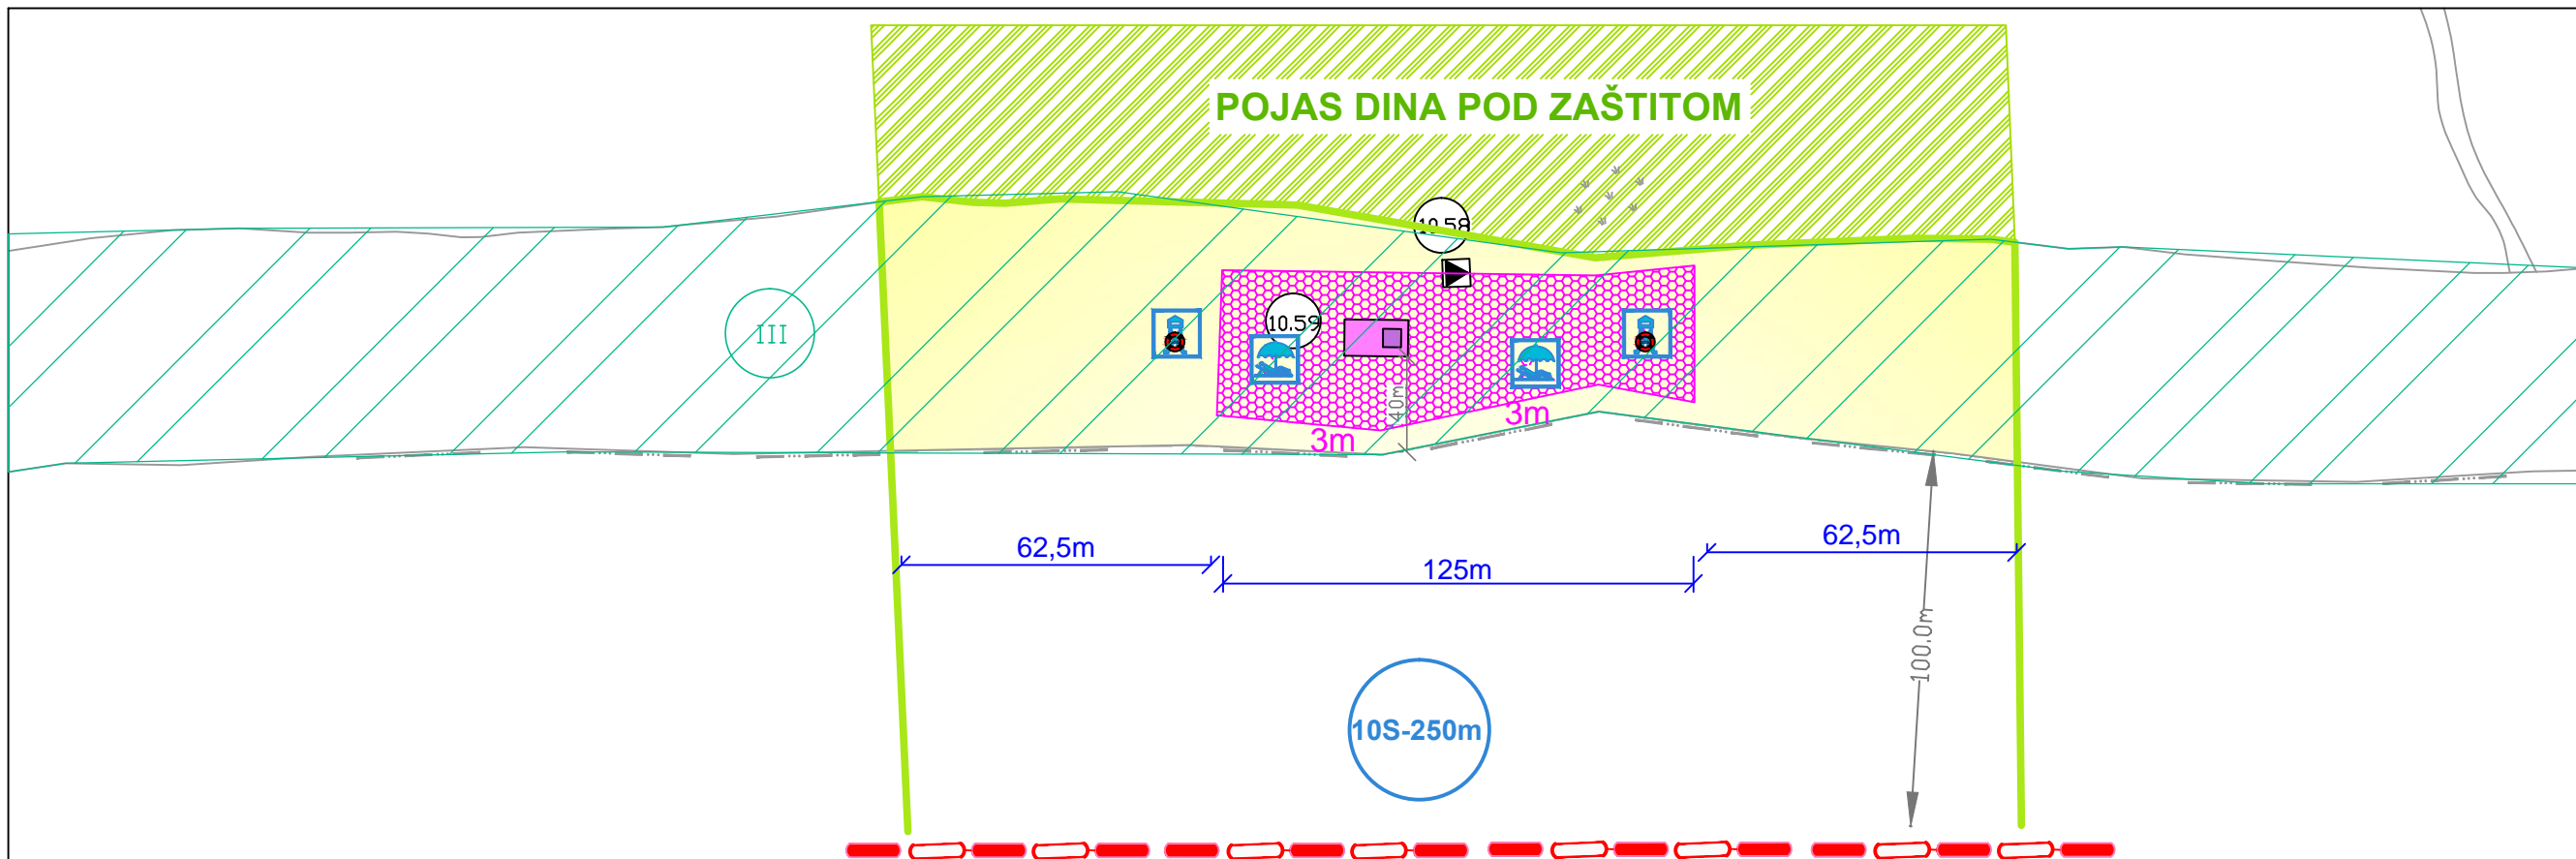 POJAS DINA POD ZAŠTITOM
10.58
III
10.59
40m
3m
3m
62,5m
125m
62,5m
100.0m
10S-250m